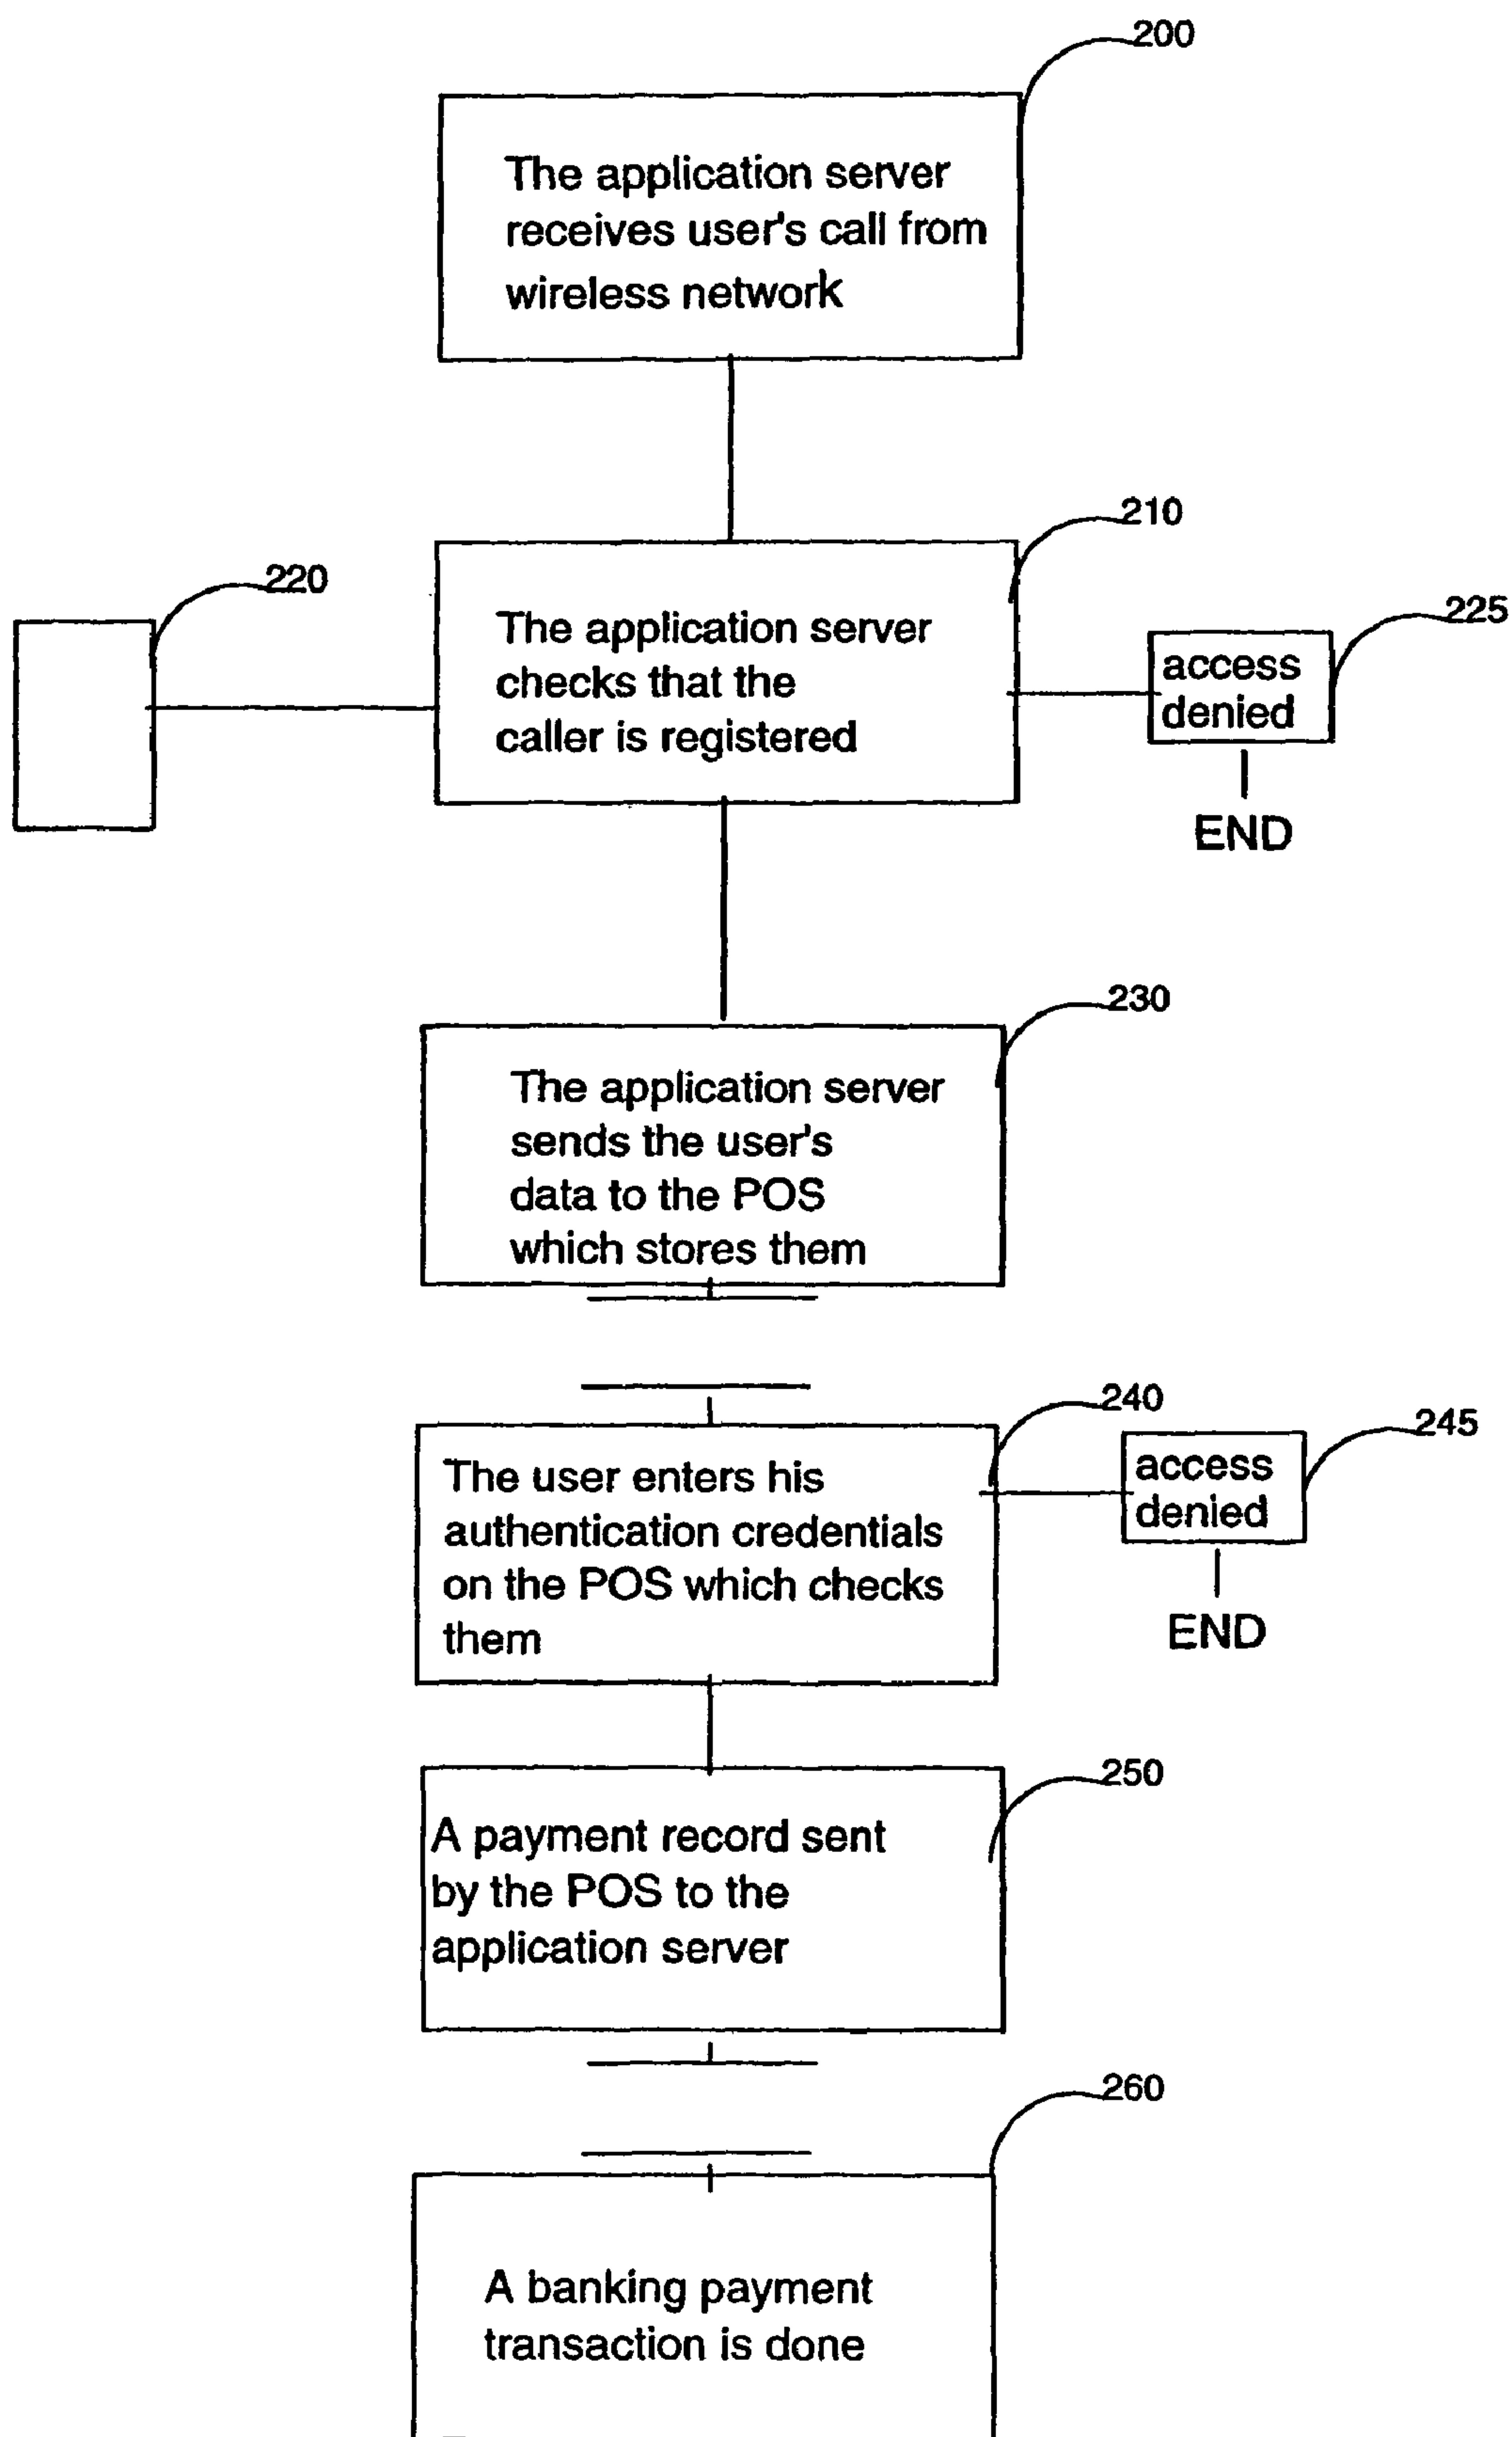 200
The application server
receives user's call from
wireless network
210
220
The application server
checks that the
caller is registered
225
access
denied
END
230
The application server
sends the user's
data to the POS
which stores them
240
The user enters his
authentication credentials
on the POS which checks
them
245
access
denied
END
250
A payment record sent
by the POS to the
application server
260
A banking payment
transaction is done